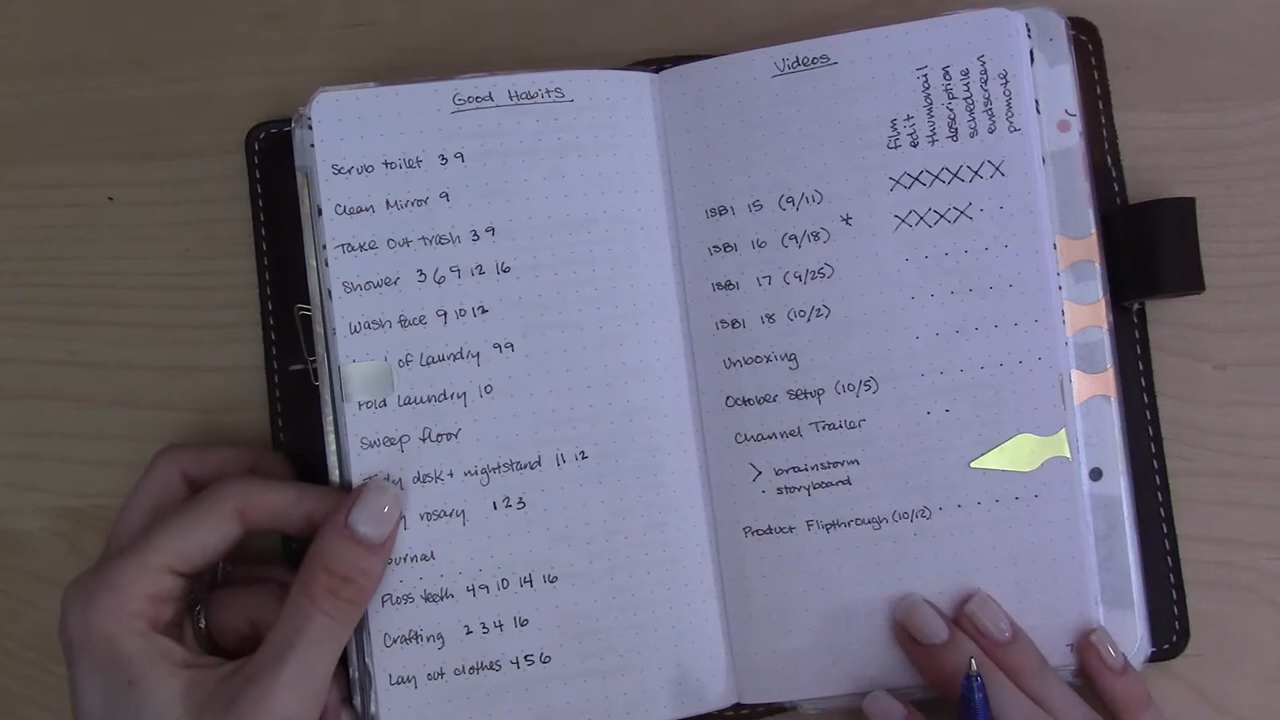 Good Habits
Scrub toilet 3 9
Clean Mirror 9
Take out trash 3 9
Shower 3 6 9 12 16
Wash face 9 10 12
of Laundry 9 9
Fold Laundry 10
Sweep floor
desk + nightstand 11 12
rosary 1 2 3
Floss teeth 4 9 10 14 16
Crafting 2 3 4 16
Lay out clothes 4 5 6
Videos
film
edit
thumbnail
description
schedule
endscreen
promote
XXXXXX
ISB1 15 (9/11)
ISB1 16 (9/18) * XXXX . .
ISB1 17 (9/25)
ISB1 18 (10/2)
Unboxing
October Setup (10/5)
Channel Trailer
> brainstorm
. storyboard
Product Flipthrough (10/12)
7